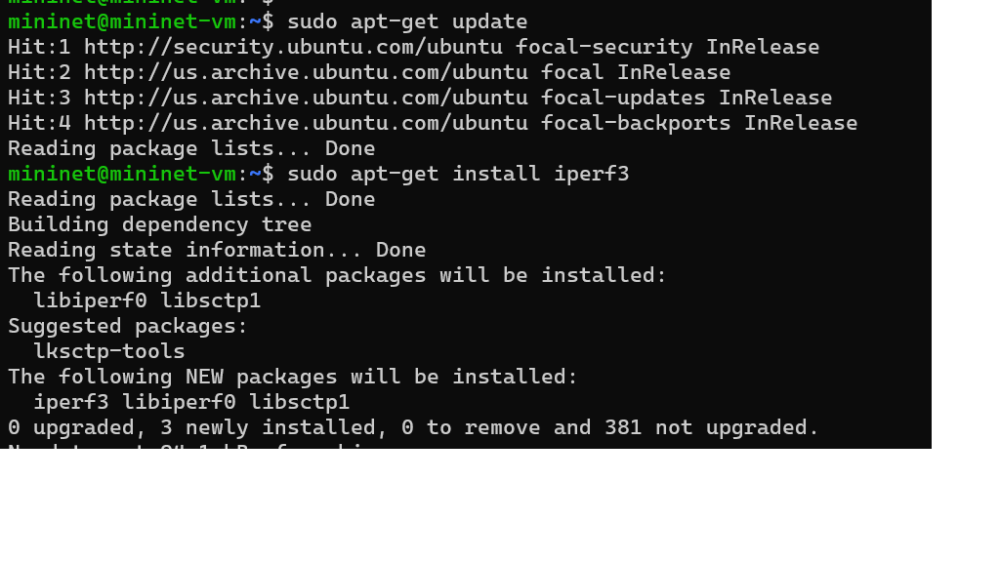 mininet@mininet-vm:~$
mininet@mininet-vm:~$ sudo apt-get update
Hit:1 http://security.ubuntu.com/ubuntu focal-security InRelease
Hit:2 http://us.archive.ubuntu.com/ubuntu focal InRelease
Hit:3 http://us.archive.ubuntu.com/ubuntu focal-updates InRelease
Hit:4 http://us.archive.ubuntu.com/ubuntu focal-backports InRelease
Reading package lists... Done
mininet@mininet-vm:~$ sudo apt-get install iperf3
Reading package lists... Done
Building dependency tree
Reading state information... Done
The following additional packages will be installed:
  libiperf0 libsctp1
Suggested packages:
  lksctp-tools
The following NEW packages will be installed:
  iperf3 libiperf0 libsctp1
0 upgraded, 3 newly installed, 0 to remove and 381 not upgraded.